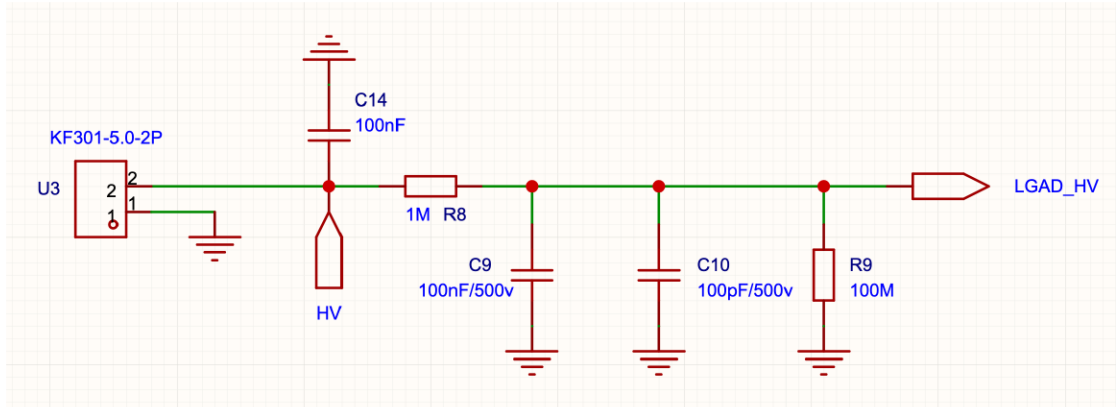 C14
100nF
KF301-5.0-2P
U3
2
2
1
1
1M R8
HV
LGAD_HV
C9
100nF/500v
C10
100pF/500v
R9
100M